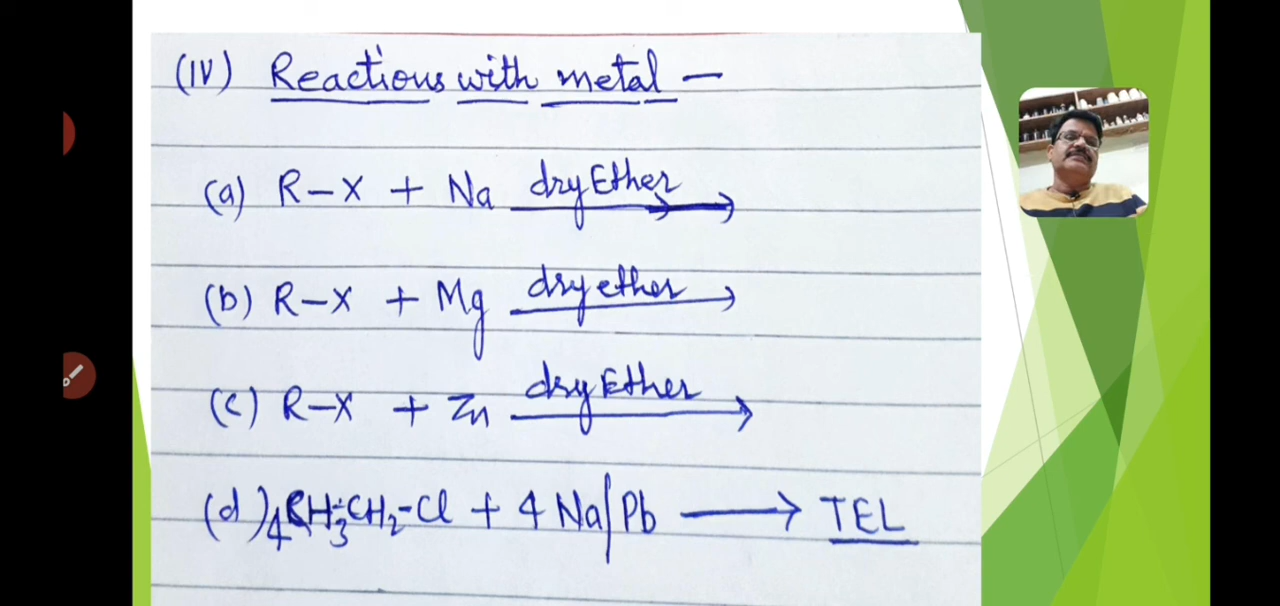 (IV) Reactions with metal –
(a) R–X + Na dry Ether →
(b) R–X + Mg dry ether →
(c) R–X + Zn dry Ether →
(d) 4CH₃-CH₂-Cl + 4 Na/Pb → TEL